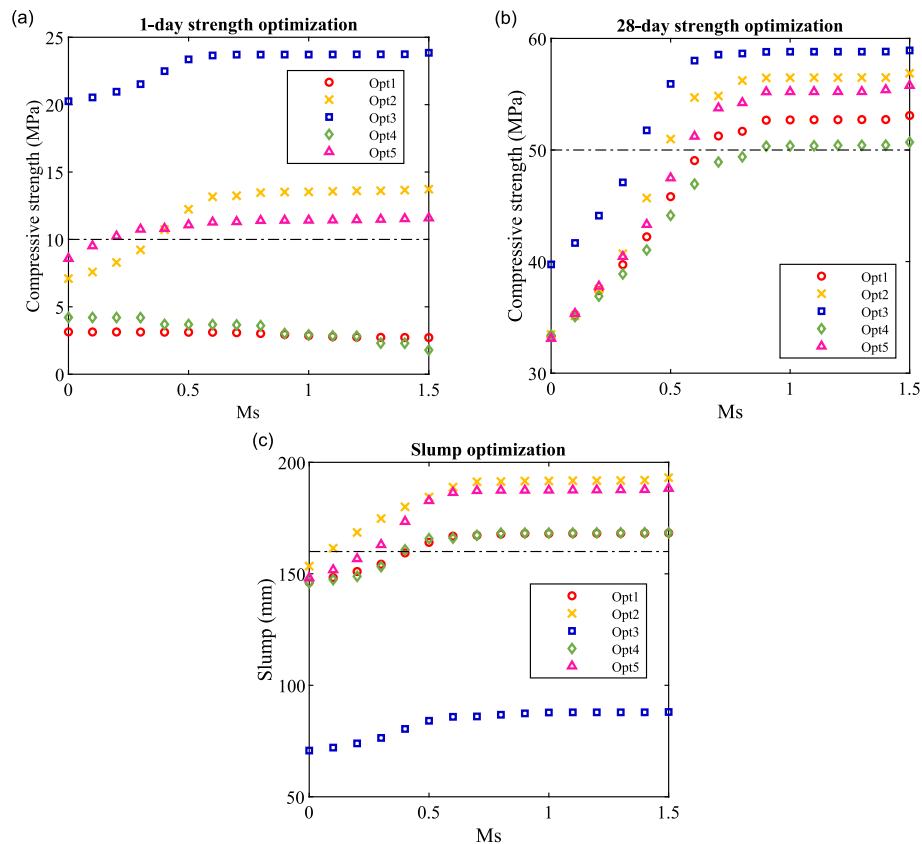 (a)
1-day strength optimization
25
20
15
10
5
0
Compressive strength (MPa)
Opt1
Opt2
Opt3
Opt4
Opt5
0 0.5 1 1.5
Ms
(b)
28-day strength optimization
60
50
40
30
Compressive strength (MPa)
Opt1
Opt2
Opt3
Opt4
Opt5
0 0.5 1 1.5
Ms
(c)
Slump optimization
200
150
100
50
Slump (mm)
Opt1
Opt2
Opt3
Opt4
Opt5
0 0.5 1 1.5
Ms